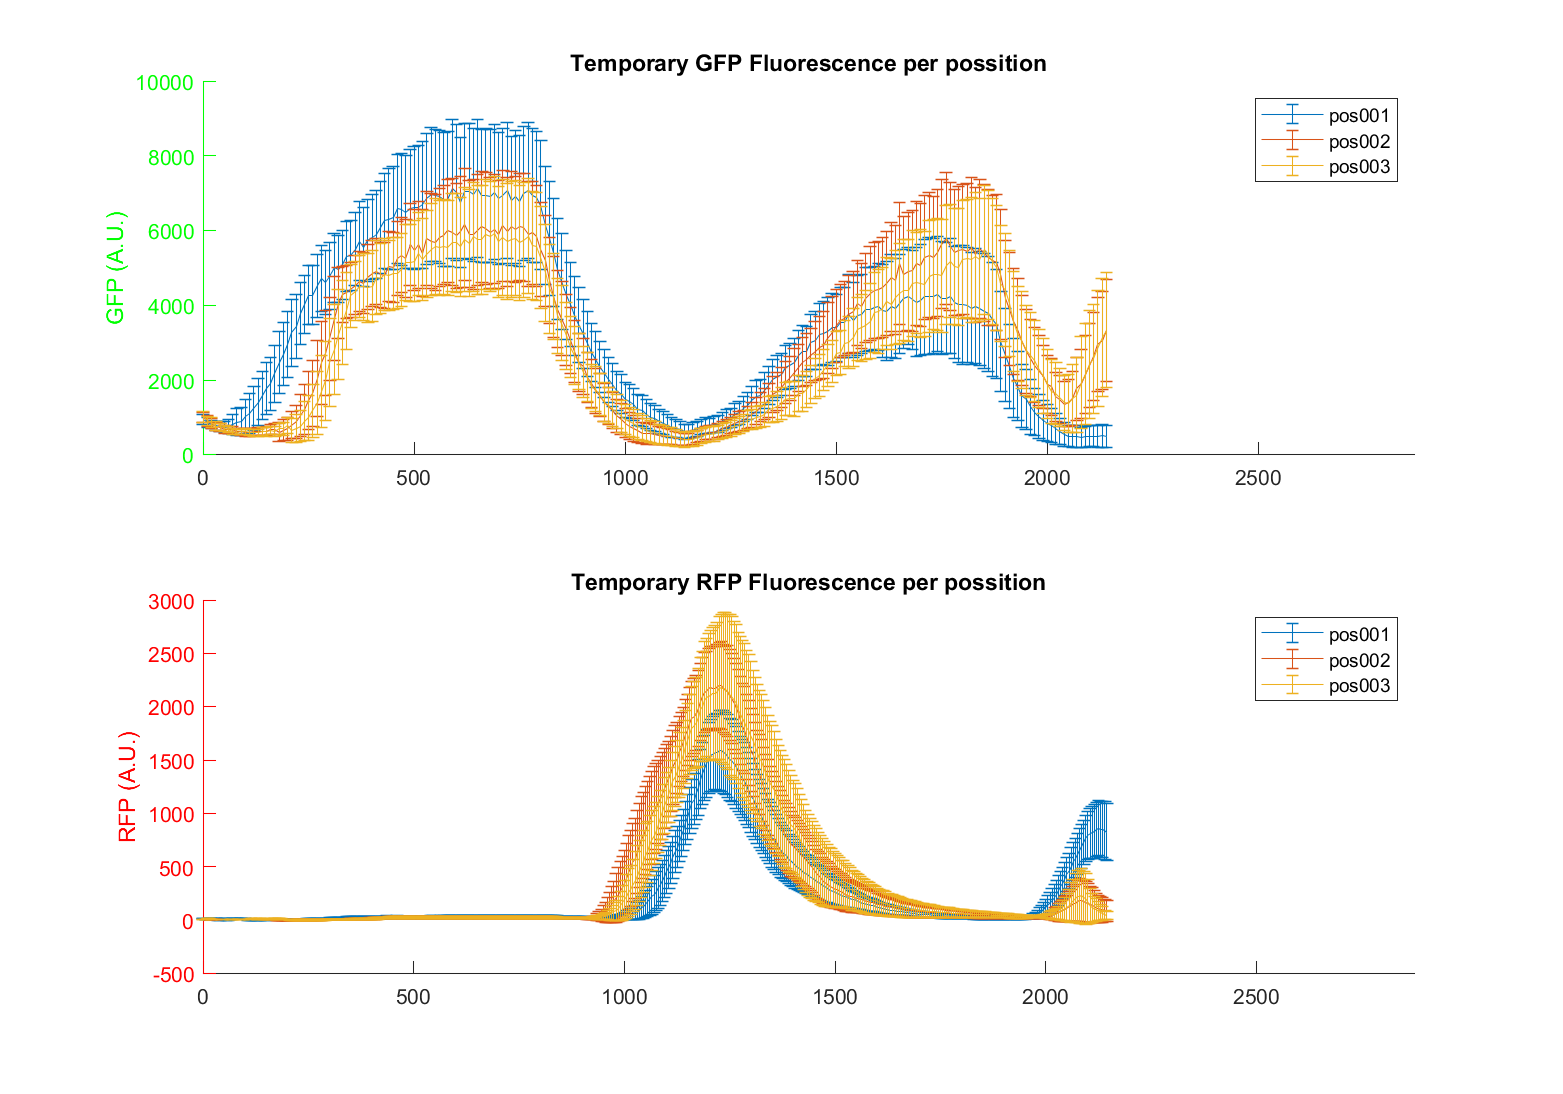 Temporary GFP Fluorescence per possition
GFP (A.U.)
10000
8000
6000
4000
2000
0
0 500 1000 1500 2000 2500
pos001
pos002
pos003
Temporary RFP Fluorescence per possition
RFP (A.U.)
3000
2500
2000
1500
1000
500
0
-500
0 500 1000 1500 2000 2500
pos001
pos002
pos003